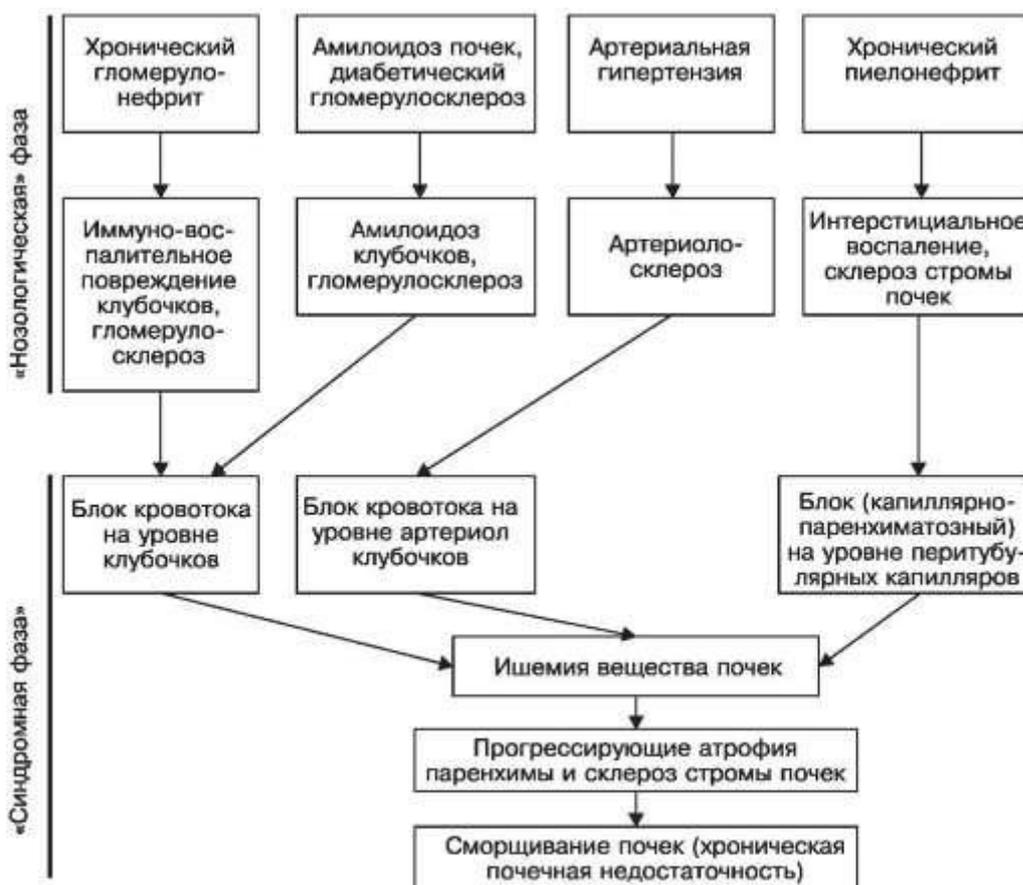 «Нозологическая» фаза
Хронический
гломеруло-
нефрит
Амилоидоз почек,
диабетический
гломерулосклероз
Артериальная
гипертензия
Хронический
пиелонефрит
Иммуно-вос-
палительное
повреждение
клубочков,
гломеруло-
склероз
Амилоидоз
клубочков,
гломерулосклероз
Артериоло-
склероз
Интерстициальное
воспаление,
склероз стромы
почек
«Синдромная фаза»
Блок кровотока
на уровне
клубочков
Блок кровотока на
уровне артериол
клубочков
Блок (капиллярно-
паренхиматозный)
на уровне перитубу-
лярных капилляров
Ишемия вещества почек
Прогрессирующие атрофия
паренхимы и склероз стромы почек
Сморщивание почек (хроническая
почечная недостаточность)